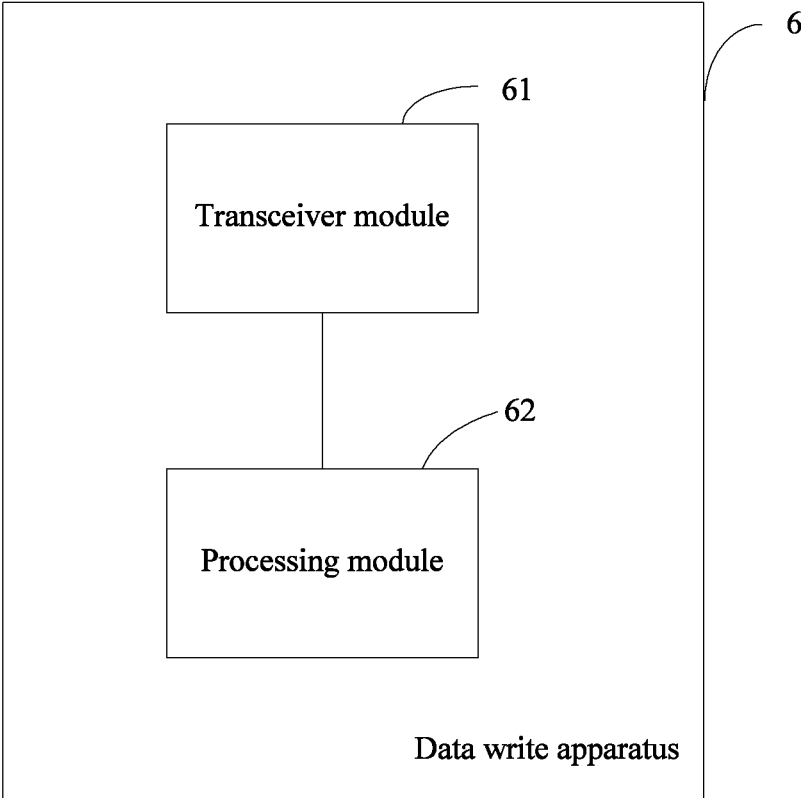 6
61
Transceiver module
62
Processing module
Data write apparatus